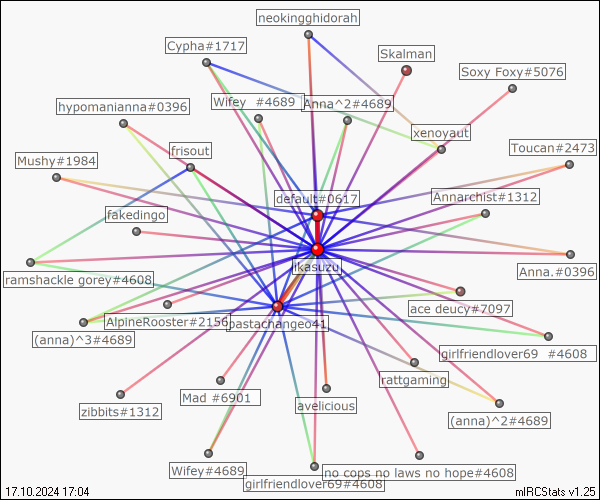 neokingghidorah
Cypha#1717
Skalman
Soxy Foxy#5076
Wifey  #4689
Anna^2#4689
hypomanianna#0396
xenoyaut
frisout
Toucan#2473
Mushy#1984
default#0617
Annarchist#1312
fakedingo
ikasuzu
Anna.#0396
ramshackle gorey#4608
ace deucy#7097
AlpineRooster#2156
pastachangeo41
(anna)^3#4689
girlfriendlover69  #4608
rattgaming
Mad #6901
avelicious
zibbits#1312
(anna)^2#4689
Wifey#4689
no cops no laws no hope#4608
girlfriendlover69#4608
17.10.2024 17:04
mIRCStats v1.25